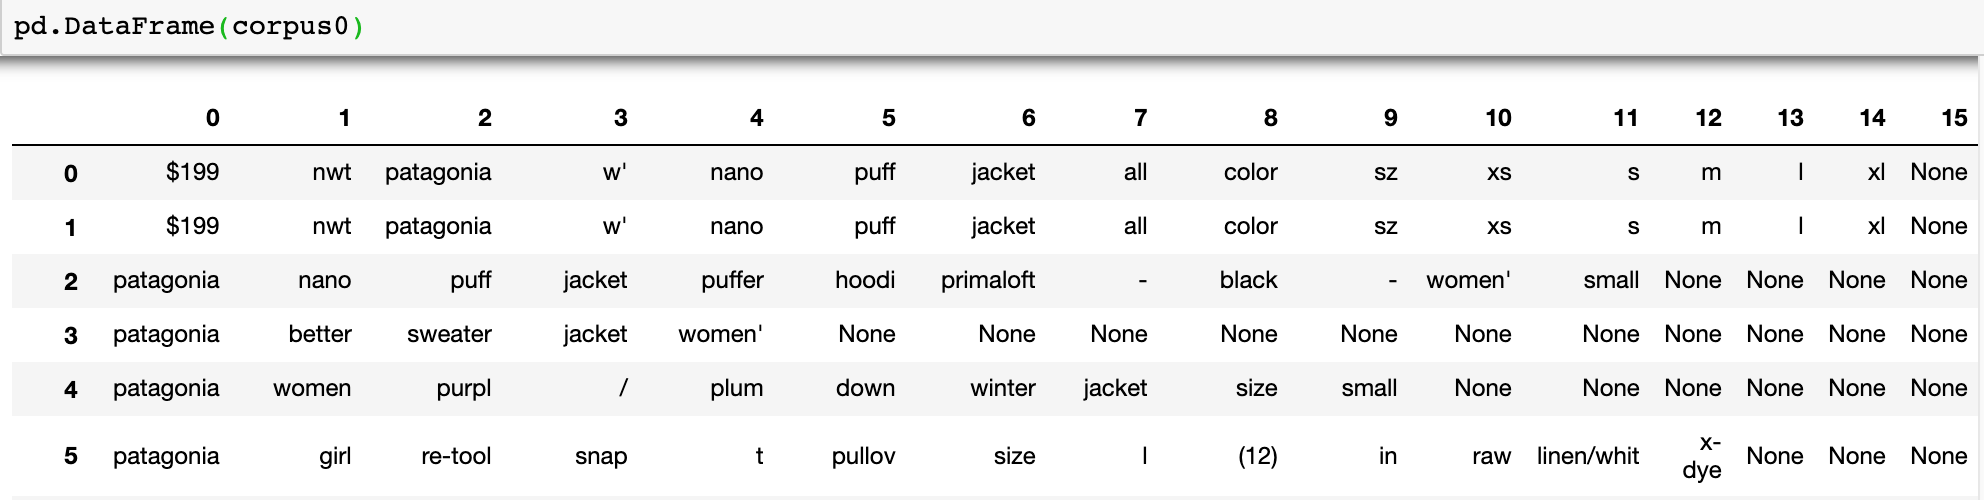 pd.DataFrame(corpus0)
0 1 2 3 4 5 6 7 8 9 10 11 12 13 14 15
0 $199 nwt patagonia w' nano puff jacket all color sz xs s m l xl None
1 $199 nwt patagonia w' nano puff jacket all color sz xs s m l xl None
2 patagonia nano puff jacket puffer hoodi primaloft - black - women' small None None None None
3 patagonia better sweater jacket women' None None None None None None None None None None None
4 patagonia women purpl / plum down winter jacket size small None None None None None None
5 patagonia girl re-tool snap t pullov size l (12) in raw linen/whit x-
dye None None None